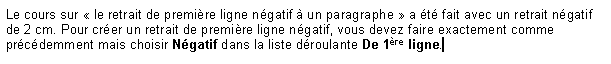 Le cours sur « le retrait de première ligne négatif à un paragraphe » a été fait avec un retrait négatif
de 2 cm. Pour créer un retrait de première ligne négatif, vous devez faire exactement comme
précédemment mais choisir Négatif dans la liste déroulante De 1ère ligne.